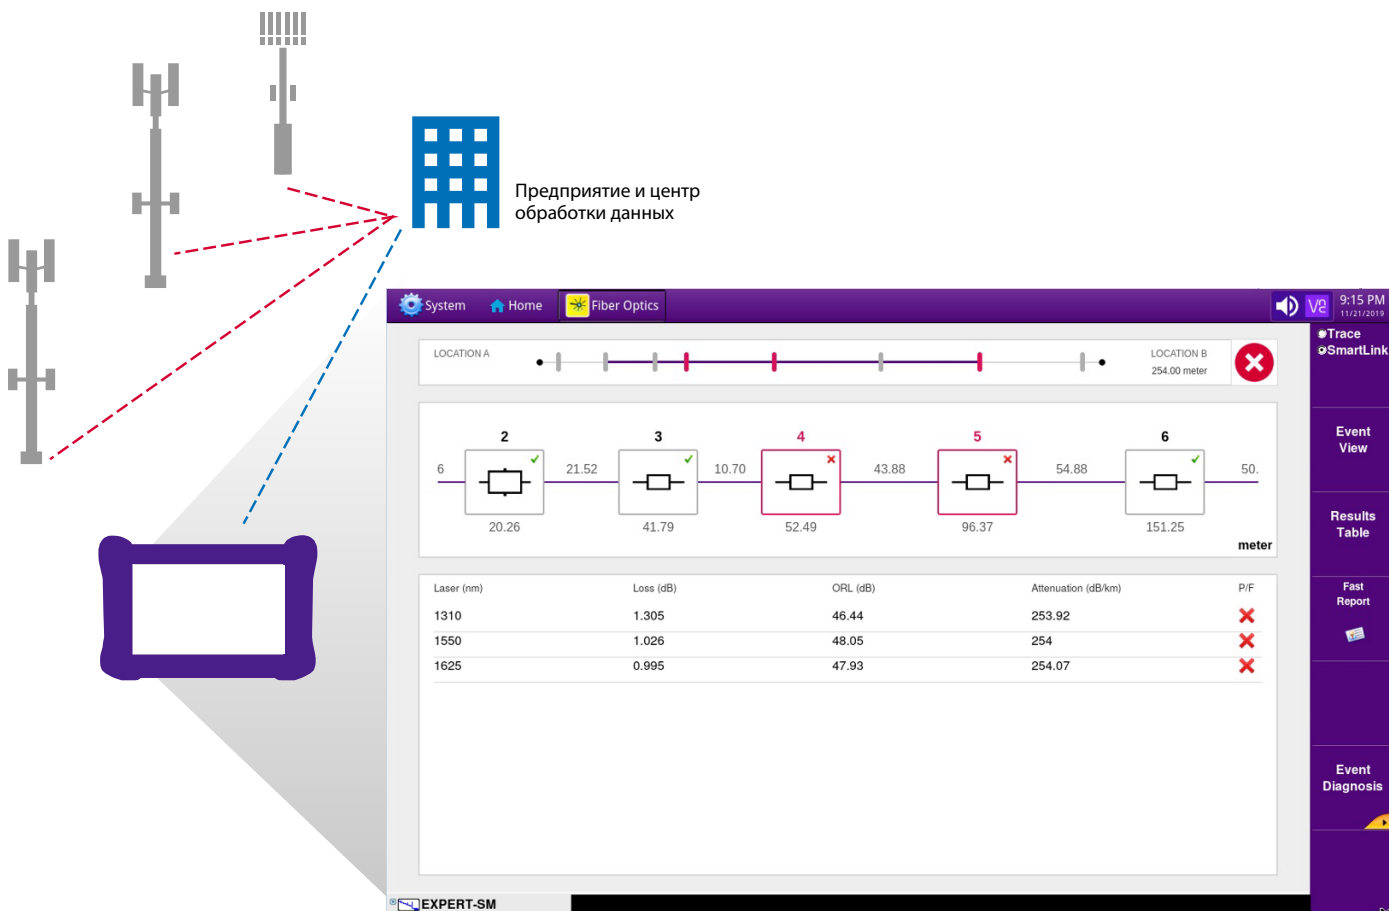 Предприятие и центр
обработки данных
System Home Fiber Optics
9:15 PM
11/21/2019
Trace
SmartLink
LOCATION A
LOCATION B
254.00 meter
Event
View
2 3 4 5 6
6 21.52 10.70 43.88 54.88 50.
20.26 41.79 52.49 96.37 151.25
meter
Results
Table
Laser (nm) Loss (dB) ORL (dB) Attenuation (dB/km) P/F
1310 1.305 46.44 253.92
1550 1.026 48.05 254
1625 0.995 47.93 254.07
Fast
Report
Event
Diagnosis
EXPERT-SM